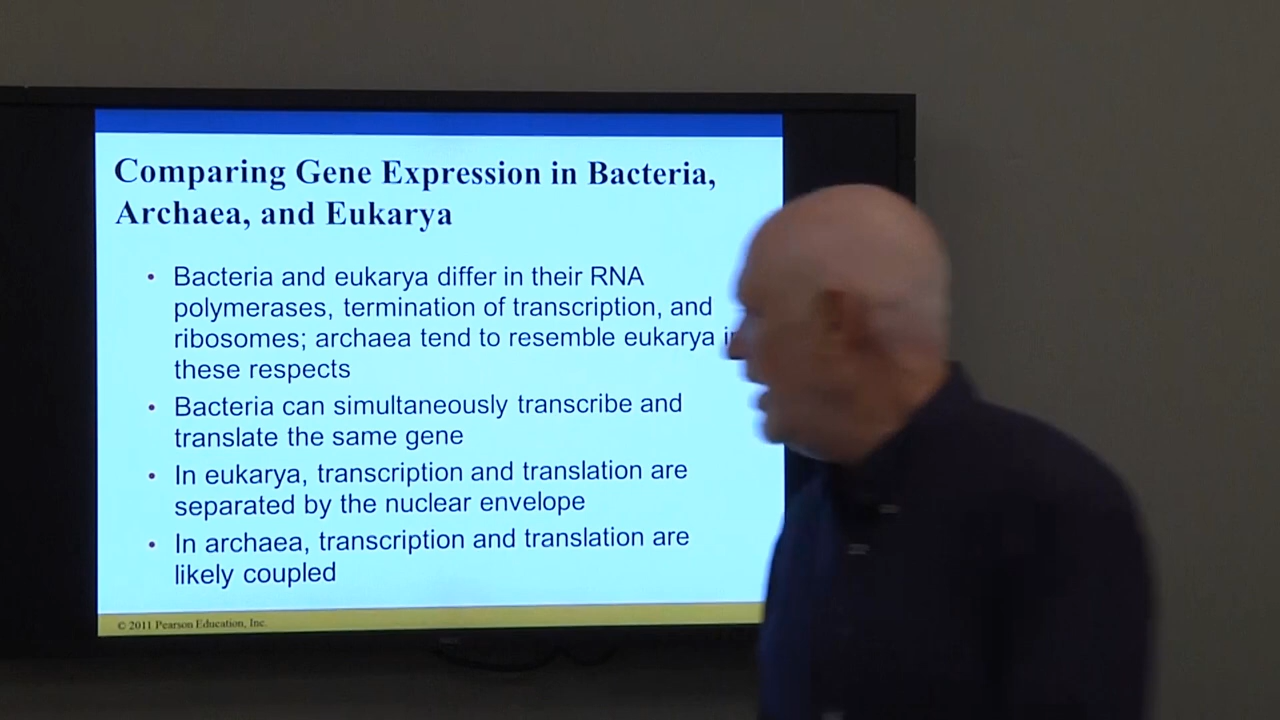 Comparing Gene Expression in Bacteria,
Archaea, and Eukarya
• Bacteria and eukarya differ in their RNA
polymerases, termination of transcription, and
ribosomes; archaea tend to resemble eukarya
these respects
• Bacteria can simultaneously transcribe and
translate the same gene
• In eukarya, transcription and translation are
separated by the nuclear envelope
• In archaea, transcription and translation are
likely coupled
© 2011 Pearson Education, Inc.